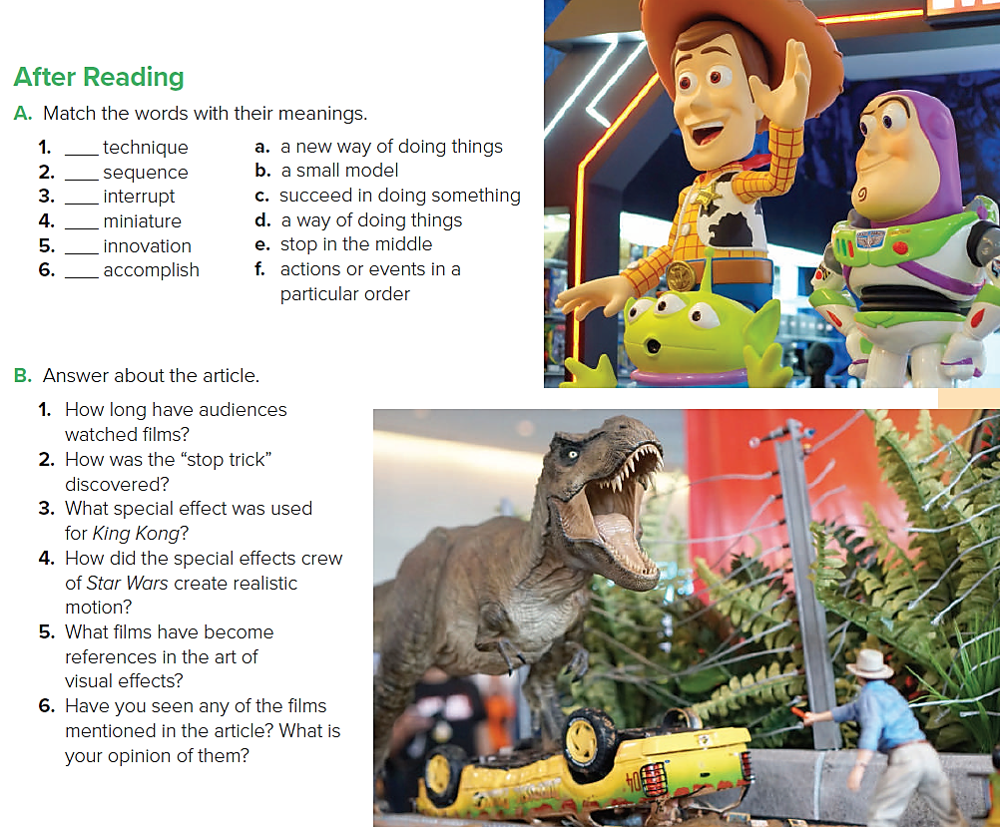 After Reading
A. Match the words with their meanings.
1. ____ technique
2. ____ sequence
3. ____ interrupt
4. ____ miniature
5. ____ innovation
6. ____ accomplish
a. a new way of doing things
b. a small model
c. succeed in doing something
d. a way of doing things
e. stop in the middle
f. actions or events in a
particular order
B. Answer about the article.
1. How long have audiences
watched films?
2. How was the “stop trick”
discovered?
3. What special effect was used
for King Kong?
4. How did the special effects crew
of Star Wars create realistic
motion?
5. What films have become
references in the art of
visual effects?
6. Have you seen any of the films
mentioned in the article? What is
your opinion of them?
04